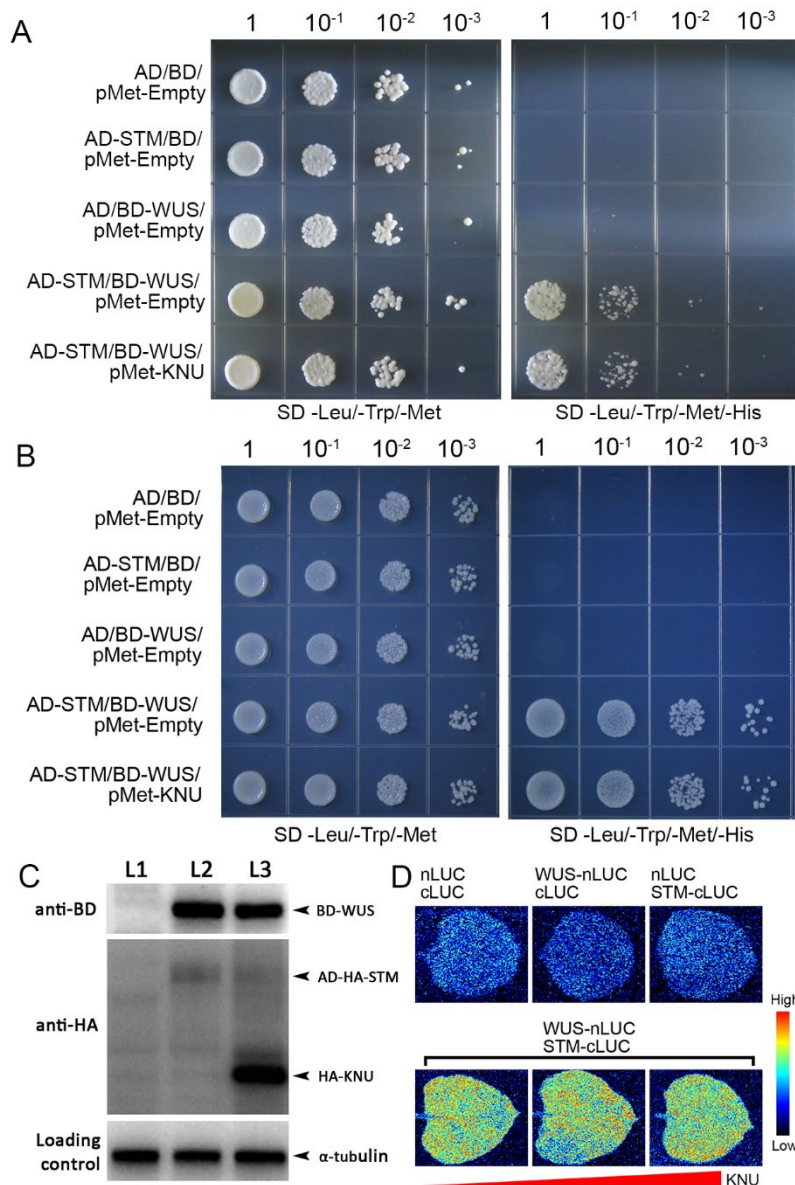 A
1 10-1 10-2 10-3 1 10-1 10-2 10-3
AD/BD/
pMet-Empty
AD-STM/BD/
pMet-Empty
AD/BD-WUS/
pMet-Empty
AD-STM/BD-WUS/
pMet-Empty
AD-STM/BD-WUS/
pMet-KNU
SD -Leu/-Trp/-Met SD -Leu/-Trp/-Met/-His
B
1 10-1 10-2 10-3 1 10-1 10-2 10-3
AD/BD/
pMet-Empty
AD-STM/BD/
pMet-Empty
AD/BD-WUS/
pMet-Empty
AD-STM/BD-WUS/
pMet-Empty
AD-STM/BD-WUS/
pMet-KNU
SD -Leu/-Trp/-Met SD -Leu/-Trp/-Met/-His
C
L1 L2 L3
anti-BD
BD-WUS
anti-HA
AD-HA-STM
HA-KNU
Loading
control
α-tubulin
D
nLUC
cLUC
WUS-nLUC
cLUC
nLUC
STM-cLUC
WUS-nLUC
STM-cLUC
High
Low
KNU